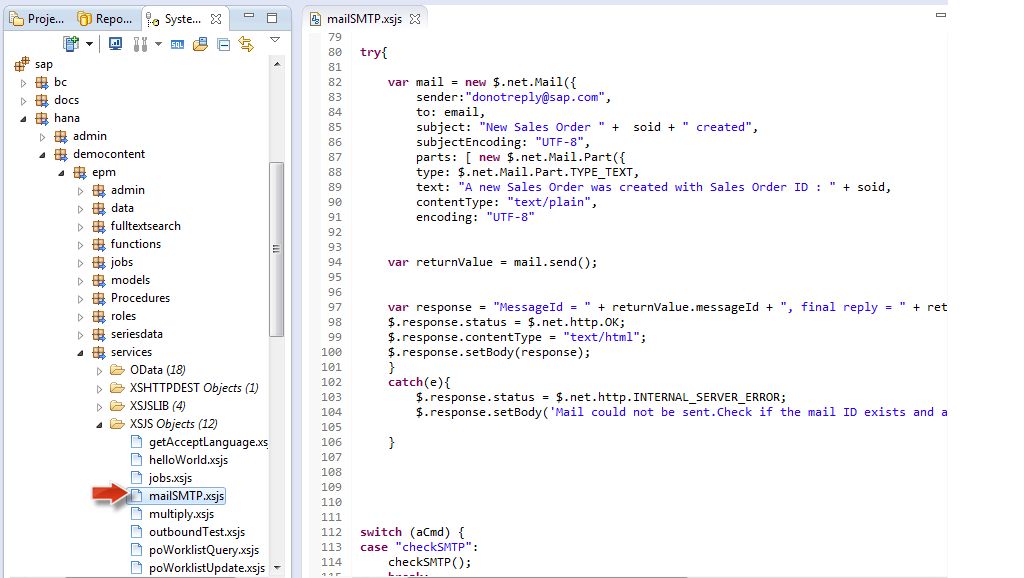 Proje...
Repo...
Syste...
sap
bc
docs
hana
admin
democontent
epm
admin
data
fulltextsearch
functions
jobs
models
Procedures
roles
seriesdata
services
OData (18)
XSHTTPDEST Objects (1)
XSJSLIB (4)
XSJS Objects (12)
getAcceptLanguage.xs
helloWorld.xsjs
jobs.xsjs
mailSMTP.xsjs
multiply.xsjs
outboundTest.xsjs
poWorklistQuery.xsjs
poWorklistUpdate.xsjs
mailSMTP.xsjs
79
80 try{
81
82 var mail = new $.net.Mail({
83 sender:"donotreply@sap.com",
84 to: email,
85 subject: "New Sales Order " +  soid + " created",
86 subjectEncoding: "UTF-8",
87 parts: [ new $.net.Mail.Part({
88 type: $.net.Mail.Part.TYPE_TEXT,
89 text: "A new Sales Order was created with Sales Order ID : " + soid,
90 contentType: "text/plain",
91 encoding: "UTF-8"
92
93
94 var returnValue = mail.send();
95
96
97 var response = "MessageId = " + returnValue.messageId + ", final reply = " + ret
98 $.response.status = $.net.http.OK;
99 $.response.contentType = "text/html";
100 $.response.setBody(response);
101 }
102 catch(e){
103 $.response.status = $.net.http.INTERNAL_SERVER_ERROR;
104 $.response.setBody('Mail could not be sent.Check if the mail ID exists and a
105
106 }
107
108
109
110
111
112 switch (aCmd) {
113 case "checkSMTP":
114 checkSMTP();
115 break;